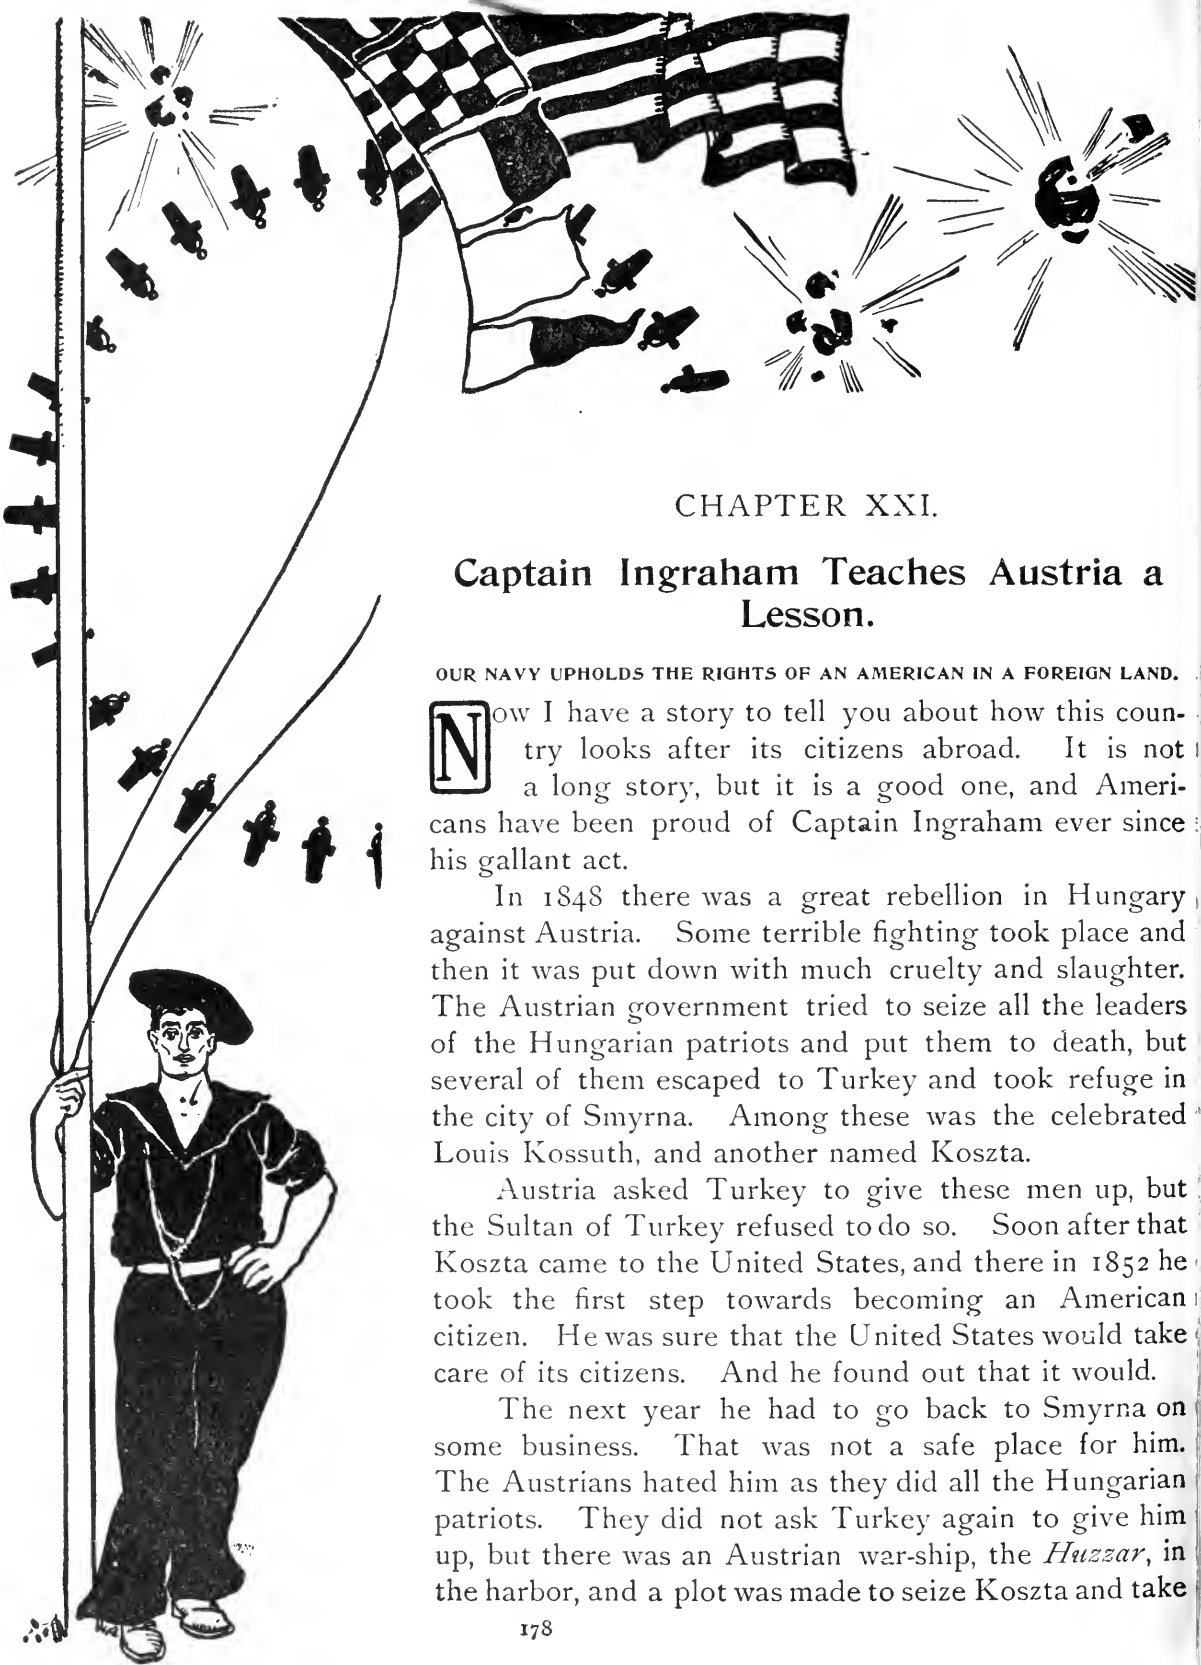 CHAPTER XXI.
Captain Ingraham Teaches Austria a
Lesson.
OUR NAVY UPHOLDS THE RIGHTS OF AN AMERICAN IN A FOREIGN LAND.
NOW I have a story to tell you about how this coun-
try looks after its citizens abroad. It is not
a long story, but it is a good one, and Ameri-
cans have been proud of Captain Ingraham ever since
his gallant act.
In 1848 there was a great rebellion in Hungary
against Austria. Some terrible fighting took place and
then it was put down with much cruelty and slaughter.
The Austrian government tried to seize all the leaders
of the Hungarian patriots and put them to death, but
several of them escaped to Turkey and took refuge in
the city of Smyrna. Among these was the celebrated
Louis Kossuth, and another named Koszta.
Austria asked Turkey to give these men up, but
the Sultan of Turkey refused to do so. Soon after that
Koszta came to the United States, and there in 1852 he
took the first step towards becoming an American
citizen. He was sure that the United States would take
care of its citizens. And he found out that it would.
The next year he had to go back to Smyrna on
some business. That was not a safe place for him.
The Austrians hated him as they did all the Hungarian
patriots. They did not ask Turkey again to give him
up, but there was an Austrian war-ship, the Huzzar, in
the harbor, and a plot was made to seize Koszta and take
178